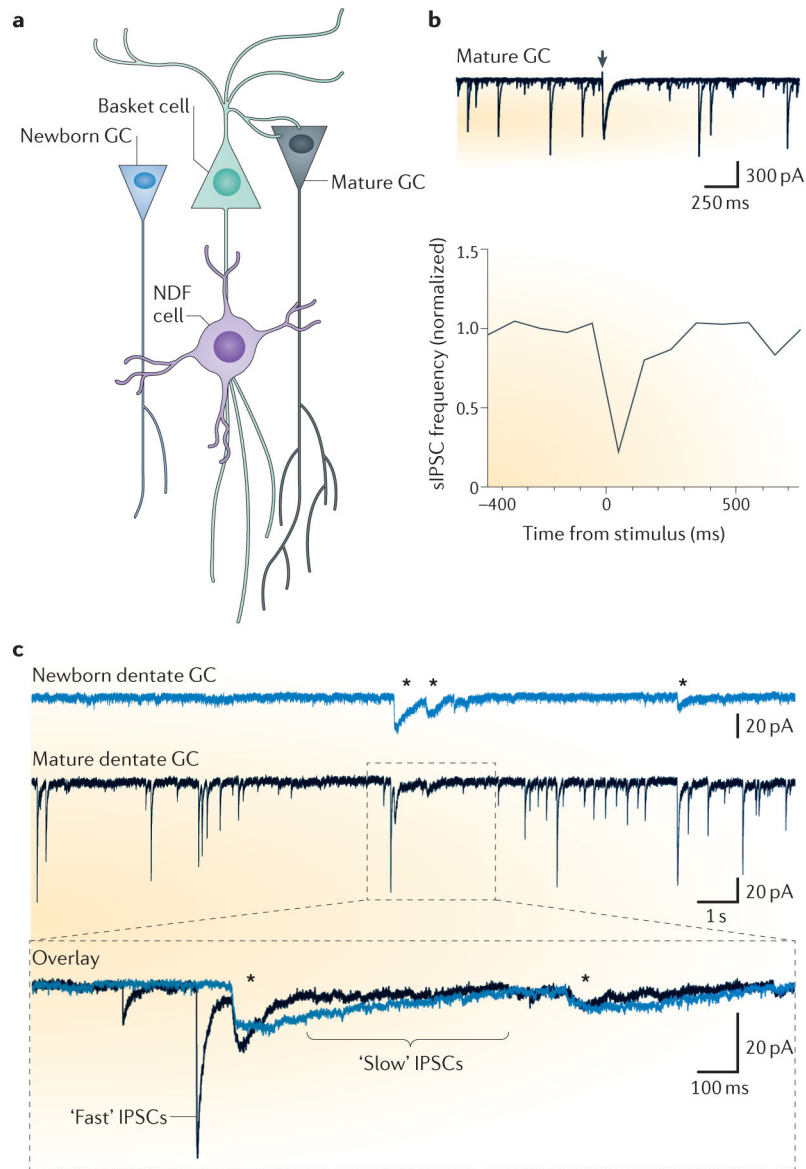 a
Basket cell
Newborn GC
Mature GC
NDF
cell
b
Mature GC
300 pA
250 ms
sIPSC frequency (normalized)
1.5
1.0
0.5
0
–400
0
500
Time from stimulus (ms)
c
Newborn dentate GC
*
*
*
20 pA
Mature dentate GC
20 pA
1 s
Overlay
*
*
‘Slow’ IPSCs
20 pA
100 ms
‘Fast’ IPSCs